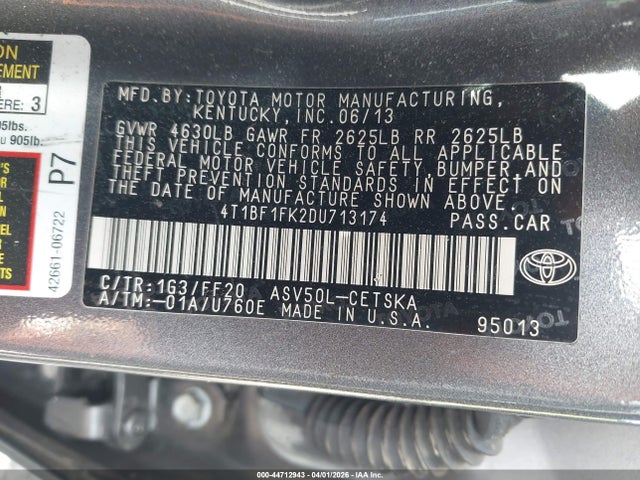 ON
EMENT
ERE: 3
05lbs.
U 905lb.
P7
42661-06722
MFD.BY:TOYOTA MOTOR MANUFACTURING,
KENTUCKY, INC. 06/13
GVWR 4630LB GAWR FR 2625LB RR 2625LB
THIS VEHICLE CONFORMS TO ALL APPLICABLE
FEDERAL MOTOR VEHICLE SAFETY, BUMPER, AND
THEFT PREVENTION STANDARDS IN EFFECT ON
THE DATE OF MANUFACTURE SHOWN ABOVE.
4T1BF1FK2DU713174 PASS.CAR
C/TR:1G3/FF20 ASV50L-CETSKA
A/TM:-01A/U760E MADE IN U.S.A.
95013
TOYOTA
000-44712943 - 04/01/2026 - IAA Inc.